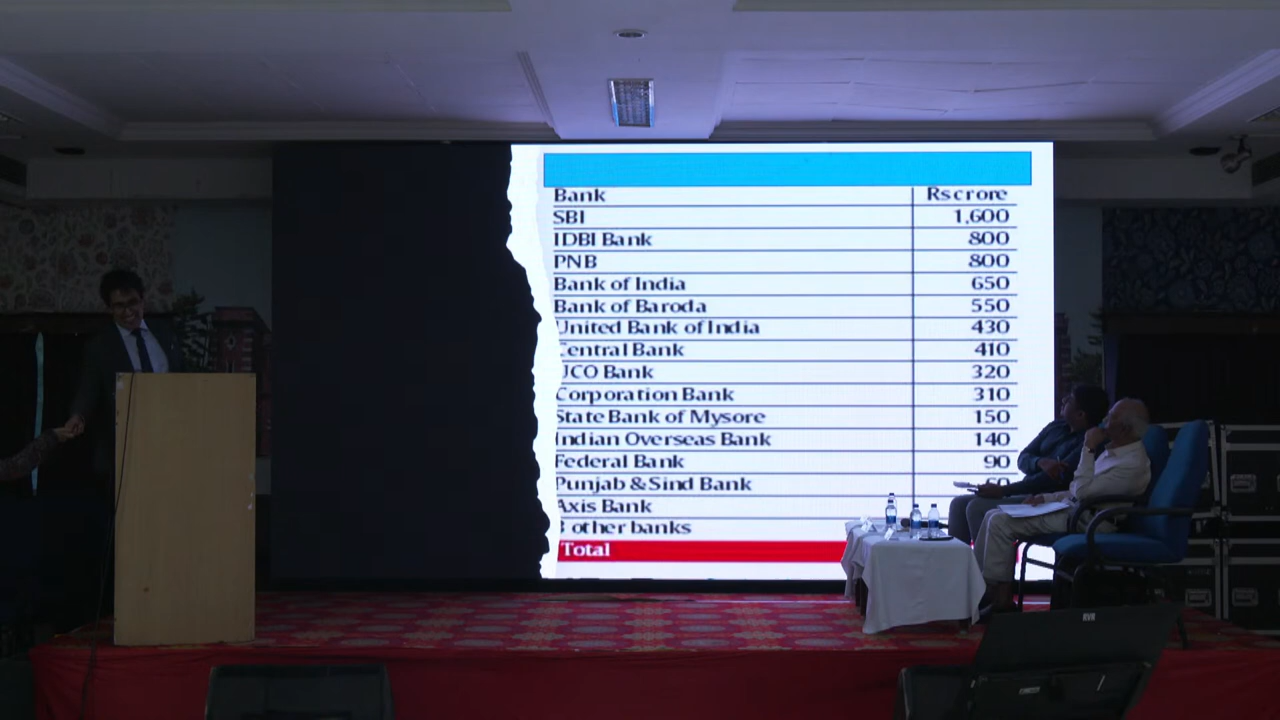 Bank Rs crore
SBI 1,600
IDBI Bank 800
PNB 800
Bank of India 650
Bank of Baroda 550
United Bank of India 430
Central Bank 410
UCO Bank 320
Corporation Bank 310
State Bank of Mysore 150
Indian Overseas Bank 140
Federal Bank 90
Punjab & Sind Bank
Axis Bank
3 other banks
Total